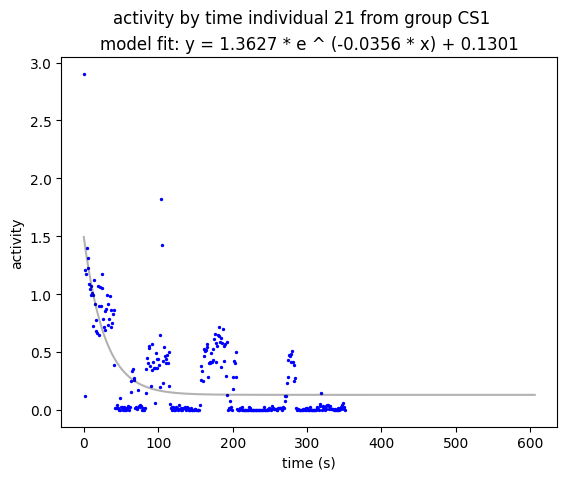 activity by time individual 21 from group CS1
model fit: y = 1.3627 * e ^ (-0.0356 * x) + 0.1301
3.0
2.5
2.0
1.5
1.0
0.5
0.0
activity
0 100 200 300 400 500 600
time (s)